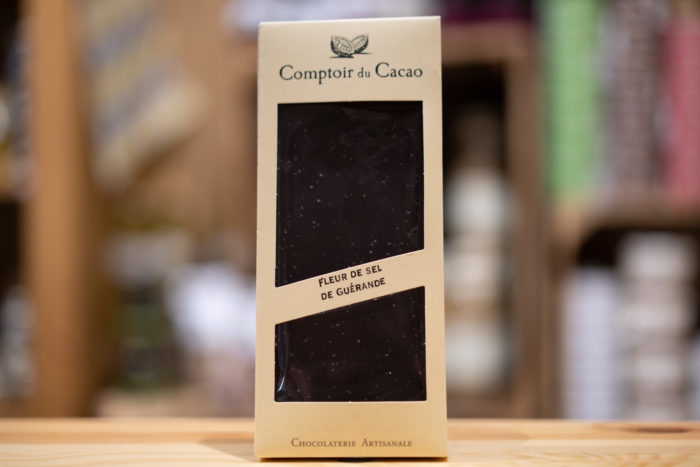 Comptoir du Cacao
Fleur de sel
de Guérande
Chocolaterie Artisanale